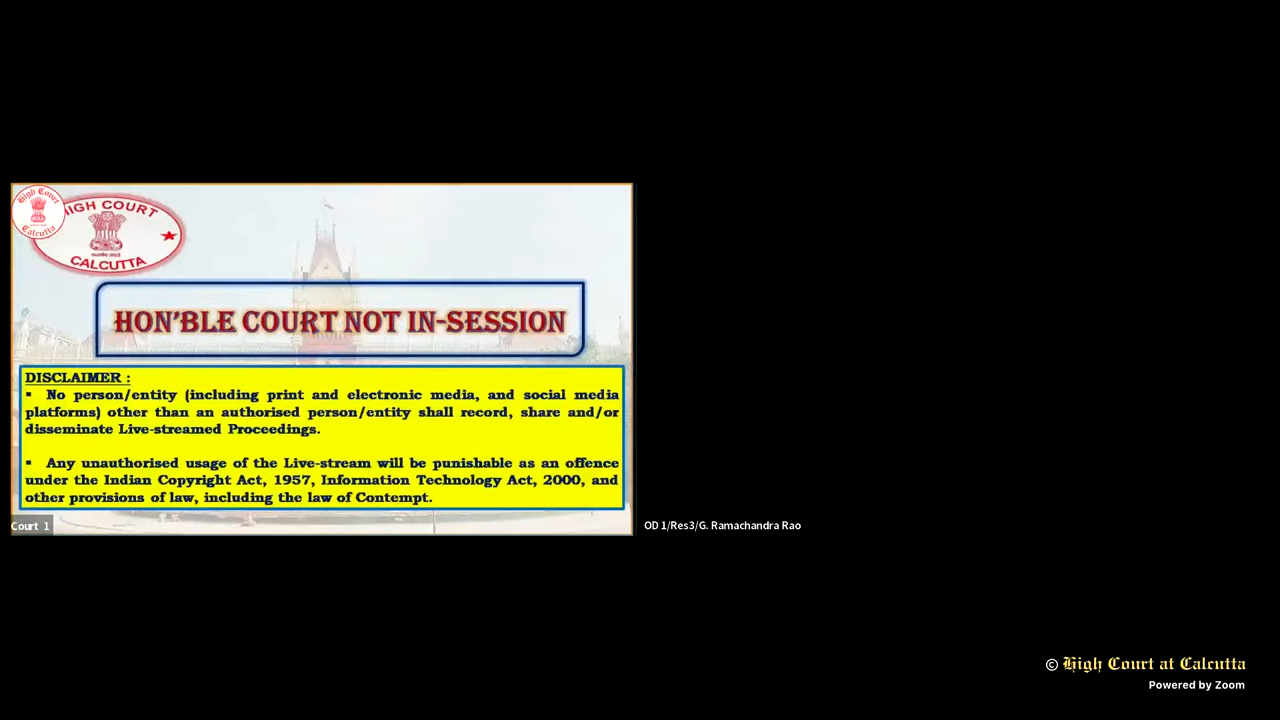 High Court
Calcutta
HIGH COURT
CALCUTTA
HON'BLE COURT NOT IN-SESSION
DISCLAIMER :
▪ No person/entity (including print and electronic media, and social media
platforms) other than an authorised person/entity shall record, share and/or
disseminate Live-streamed Proceedings.
▪ Any unauthorised usage of the Live-stream will be punishable as an offence
under the Indian Copyright Act, 1957, Information Technology Act, 2000, and
other provisions of law, including the law of Contempt.
Court 1
OD 1/Res3/G. Ramachandra Rao
© High Court at Calcutta
Powered by Zoom